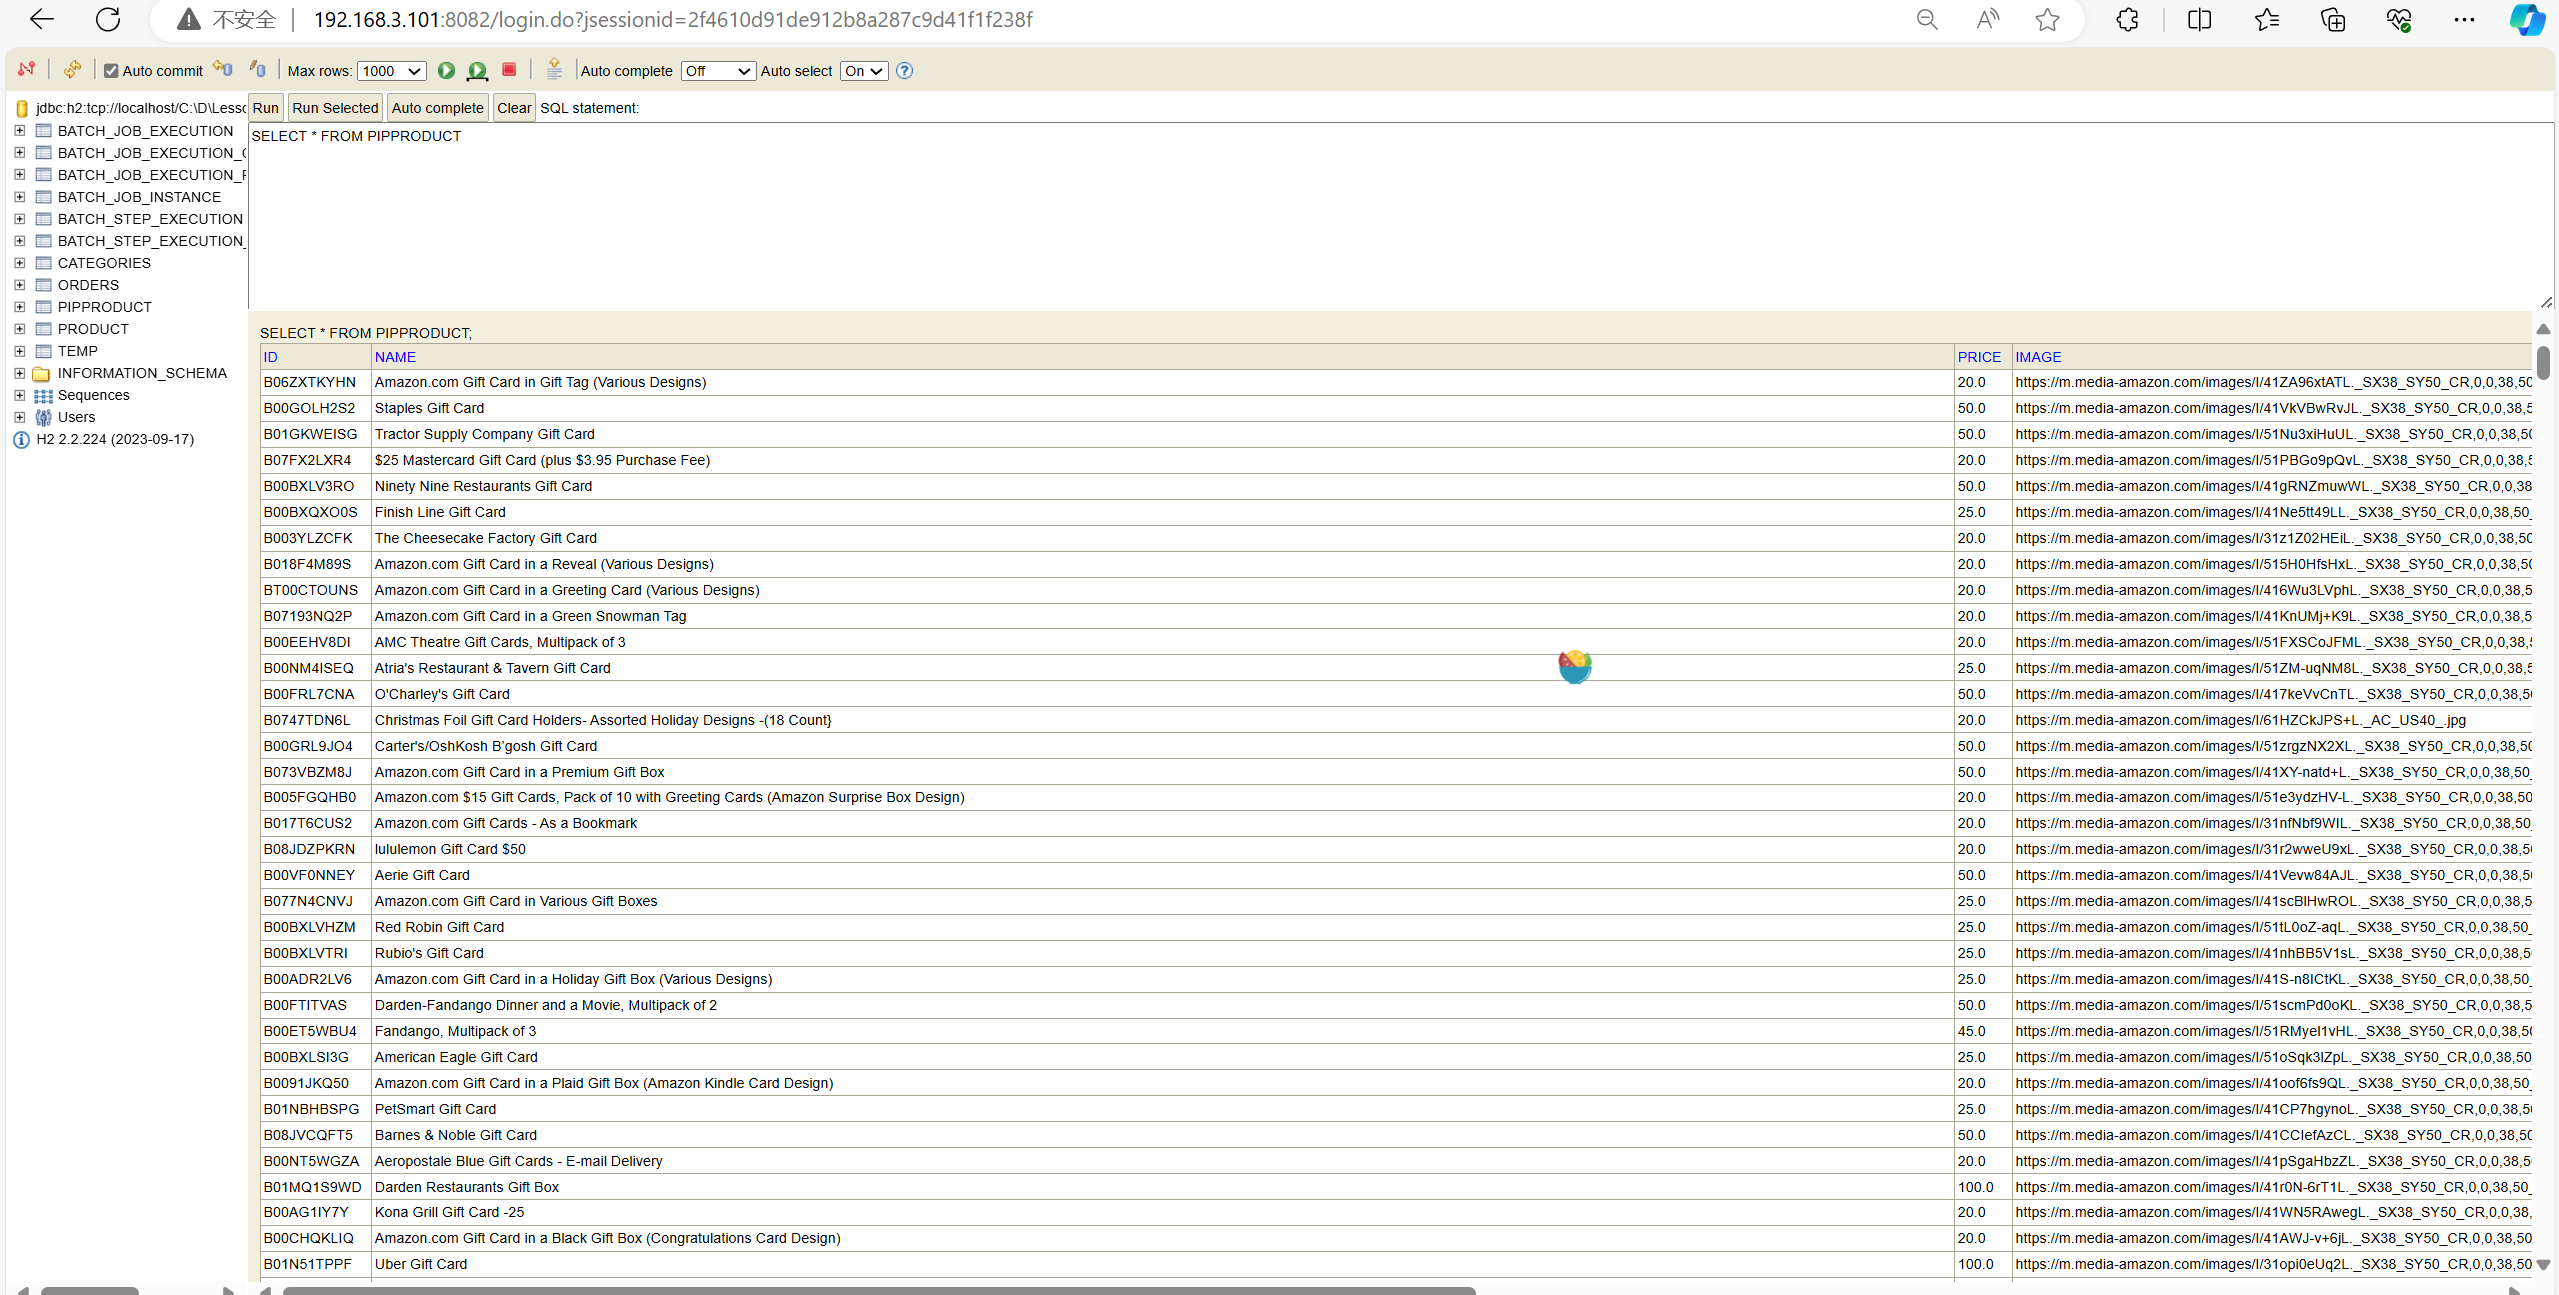 不安全 192.168.3.101:8082/login.do?jsessionid=2f4610d91de912b8a287c9d41f1f238f
Auto commit Max rows: 1000 Auto complete Off Auto select On
jdbc:h2:tcp://localhost/C:\D\Lesso
BATCH_JOB_EXECUTION
BATCH_JOB_EXECUTION_C
BATCH_JOB_EXECUTION_F
BATCH_JOB_INSTANCE
BATCH_STEP_EXECUTION
BATCH_STEP_EXECUTION_
CATEGORIES
ORDERS
PIPPRODUCT
PRODUCT
TEMP
INFORMATION_SCHEMA
Sequences
Users
H2 2.2.224 (2023-09-17)
Run Run Selected Auto complete Clear SQL statement:
SELECT * FROM PIPPRODUCT
SELECT * FROM PIPPRODUCT;
ID NAME PRICE IMAGE
B06ZXTKYHN Amazon.com Gift Card in Gift Tag (Various Designs) 20.0 https://m.media-amazon.com/images/I/41ZA96xtATL._SX38_SY50_CR,0,0,38,50
B00GOLH2S2 Staples Gift Card 50.0 https://m.media-amazon.com/images/I/41VkVBwRvJL._SX38_SY50_CR,0,0,38,5
B01GKWEISG Tractor Supply Company Gift Card 50.0 https://m.media-amazon.com/images/I/51Nu3xiHuUL._SX38_SY50_CR,0,0,38,50
B07FX2LXR4 $25 Mastercard Gift Card (plus $3.95 Purchase Fee) 20.0 https://m.media-amazon.com/images/I/51PBGo9pQvL._SX38_SY50_CR,0,0,38,5
B00BXLV3RO Ninety Nine Restaurants Gift Card 50.0 https://m.media-amazon.com/images/I/41gRNZmuwWL._SX38_SY50_CR,0,0,38
B00BXQXO0S Finish Line Gift Card 25.0 https://m.media-amazon.com/images/I/41Ne5tt49LL._SX38_SY50_CR,0,0,38,50_
B003YLZCFK The Cheesecake Factory Gift Card 20.0 https://m.media-amazon.com/images/I/31z1Z02HEiL._SX38_SY50_CR,0,0,38,50
B018F4M89S Amazon.com Gift Card in a Reveal (Various Designs) 20.0 https://m.media-amazon.com/images/I/515H0HfsHxL._SX38_SY50_CR,0,0,38,50
BT00CTOUNS Amazon.com Gift Card in a Greeting Card (Various Designs) 20.0 https://m.media-amazon.com/images/I/416Wu3LVphL._SX38_SY50_CR,0,0,38,5
B07193NQ2P Amazon.com Gift Card in a Green Snowman Tag 20.0 https://m.media-amazon.com/images/I/41KnUMj+K9L._SX38_SY50_CR,0,0,38,50
B00EEHV8DI AMC Theatre Gift Cards, Multipack of 3 20.0 https://m.media-amazon.com/images/I/51FXSCoJFML._SX38_SY50_CR,0,0,38,5
B00NM4ISEQ Atria's Restaurant & Tavern Gift Card 25.0 https://m.media-amazon.com/images/I/51ZM-uqNM8L._SX38_SY50_CR,0,0,38,5
B00FRL7CNA O'Charley's Gift Card 50.0 https://m.media-amazon.com/images/I/417keVvCnTL._SX38_SY50_CR,0,0,38,50
B0747TDN6L Christmas Foil Gift Card Holders- Assorted Holiday Designs -(18 Count} 20.0 https://m.media-amazon.com/images/I/61HZCkJPS+L._AC_US40_.jpg
B00GRL9JO4 Carter's/OshKosh B'gosh Gift Card 50.0 https://m.media-amazon.com/images/I/51zrgzNX2XL._SX38_SY50_CR,0,0,38,50
B073VBZM8J Amazon.com Gift Card in a Premium Gift Box 50.0 https://m.media-amazon.com/images/I/41XY-natd+L._SX38_SY50_CR,0,0,38,50_
B005FGQHB0 Amazon.com $15 Gift Cards, Pack of 10 with Greeting Cards (Amazon Surprise Box Design) 20.0 https://m.media-amazon.com/images/I/51e3ydzHV-L._SX38_SY50_CR,0,0,38,50
B017T6CUS2 Amazon.com Gift Cards - As a Bookmark 20.0 https://m.media-amazon.com/images/I/31nfNbf9WIL._SX38_SY50_CR,0,0,38,50_
B08JDZPKRN lululemon Gift Card $50 20.0 https://m.media-amazon.com/images/I/31r2wweU9xL._SX38_SY50_CR,0,0,38,50
B00VF0NNEY Aerie Gift Card 50.0 https://m.media-amazon.com/images/I/41Vevw84AJL._SX38_SY50_CR,0,0,38,50
B077N4CNVJ Amazon.com Gift Card in Various Gift Boxes 25.0 https://m.media-amazon.com/images/I/41scBlHwROL._SX38_SY50_CR,0,0,38,5
B00BXLVHZM Red Robin Gift Card 25.0 https://m.media-amazon.com/images/I/51tL0oZ-aqL._SX38_SY50_CR,0,0,38,50_
B00BXLVTRI Rubio's Gift Card 25.0 https://m.media-amazon.com/images/I/41nhBB5V1sL._SX38_SY50_CR,0,0,38,5
B00ADR2LV6 Amazon.com Gift Card in a Holiday Gift Box (Various Designs) 25.0 https://m.media-amazon.com/images/I/41S-n8ICtKL._SX38_SY50_CR,0,0,38,50_
B00FTITVAS Darden-Fandango Dinner and a Movie, Multipack of 2 50.0 https://m.media-amazon.com/images/I/51scmPd0oKL._SX38_SY50_CR,0,0,38,5
B00ET5WBU4 Fandango, Multipack of 3 45.0 https://m.media-amazon.com/images/I/51RMyeI1vHL._SX38_SY50_CR,0,0,38,50
B00BXLSI3G American Eagle Gift Card 25.0 https://m.media-amazon.com/images/I/51oSqk3lZpL._SX38_SY50_CR,0,0,38,50
B0091JKQ50 Amazon.com Gift Card in a Plaid Gift Box (Amazon Kindle Card Design) 20.0 https://m.media-amazon.com/images/I/41oof6fs9QL._SX38_SY50_CR,0,0,38,50_
B01NBHBSPG PetSmart Gift Card 25.0 https://m.media-amazon.com/images/I/41CP7hgynoL._SX38_SY50_CR,0,0,38,50
B08JVCQFT5 Barnes & Noble Gift Card 50.0 https://m.media-amazon.com/images/I/41CCIefAzCL._SX38_SY50_CR,0,0,38,50
B00NT5WGZA Aeropostale Blue Gift Cards - E-mail Delivery 20.0 https://m.media-amazon.com/images/I/41pSgaHbzZL._SX38_SY50_CR,0,0,38,50
B01MQ1S9WD Darden Restaurants Gift Box 100.0 https://m.media-amazon.com/images/I/41r0N-6rT1L._SX38_SY50_CR,0,0,38,50_
B00AG1IY7Y Kona Grill Gift Card -25 20.0 https://m.media-amazon.com/images/I/41WN5RAwegL._SX38_SY50_CR,0,0,38,
B00CHQKLIQ Amazon.com Gift Card in a Black Gift Box (Congratulations Card Design) 20.0 https://m.media-amazon.com/images/I/41AWJ-v+6jL._SX38_SY50_CR,0,0,38,50
B01N51TPPF Uber Gift Card 100.0 https://m.media-amazon.com/images/I/31opi0eUq2L._SX38_SY50_CR,0,0,38,50